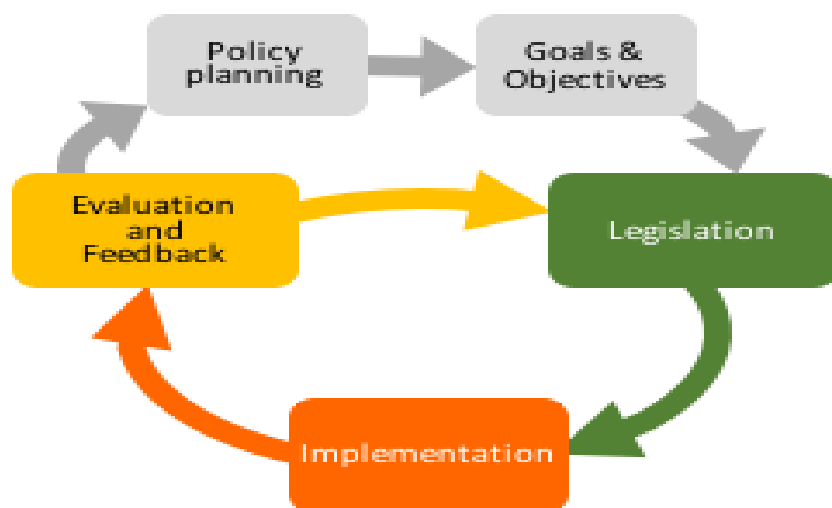 Policy
planning
Goals &
Objectives
Evaluation
and
Feedback
Legislation
Implementation